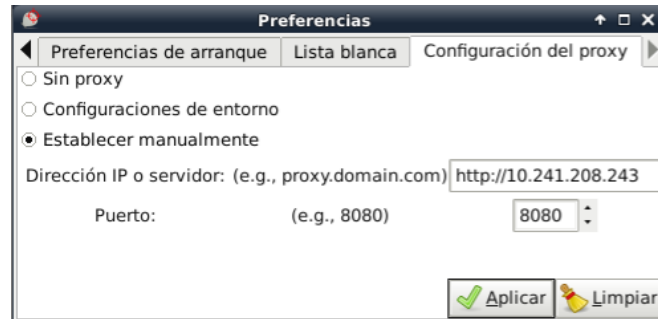 Preferencias
Preferencias de arranque Lista blanca Configuración del proxy
Sin proxy
Configuraciones de entorno
Establecer manualmente
Dirección IP o servidor: (e.g., proxy.domain.com) http://10.241.208.243
Puerto: (e.g., 8080) 8080
Aplicar Limpiar